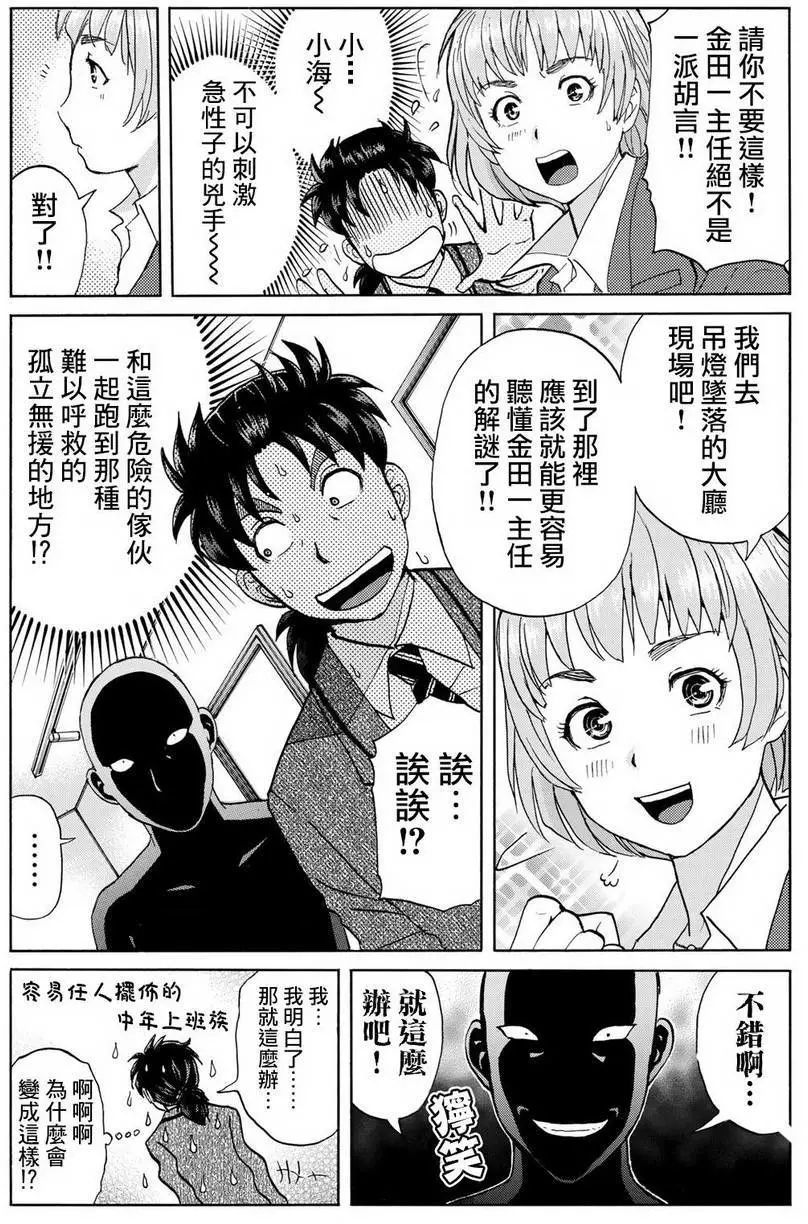 請你不要這樣！
金田一主任絕不是
一派胡言!!
小…
小海～
不可以刺激
急性子的兇手～～
對了!!
我們去
吊燈墜落的大廳
現場吧！
到了那裡
應該就能更容易
聽懂金田一主任
的解謎了!!
和這麼危險的傢伙
一起跑到那種
難以呼救的
孤立無援的地方!?
誒…
誒誒!?
……
不錯啊…
就這麼
辦吧！
獰笑
我…
我明白了……
那就這麼辦…
容易任人擺佈的
中年上班族
啊啊啊
為什麼會
變成這樣!?